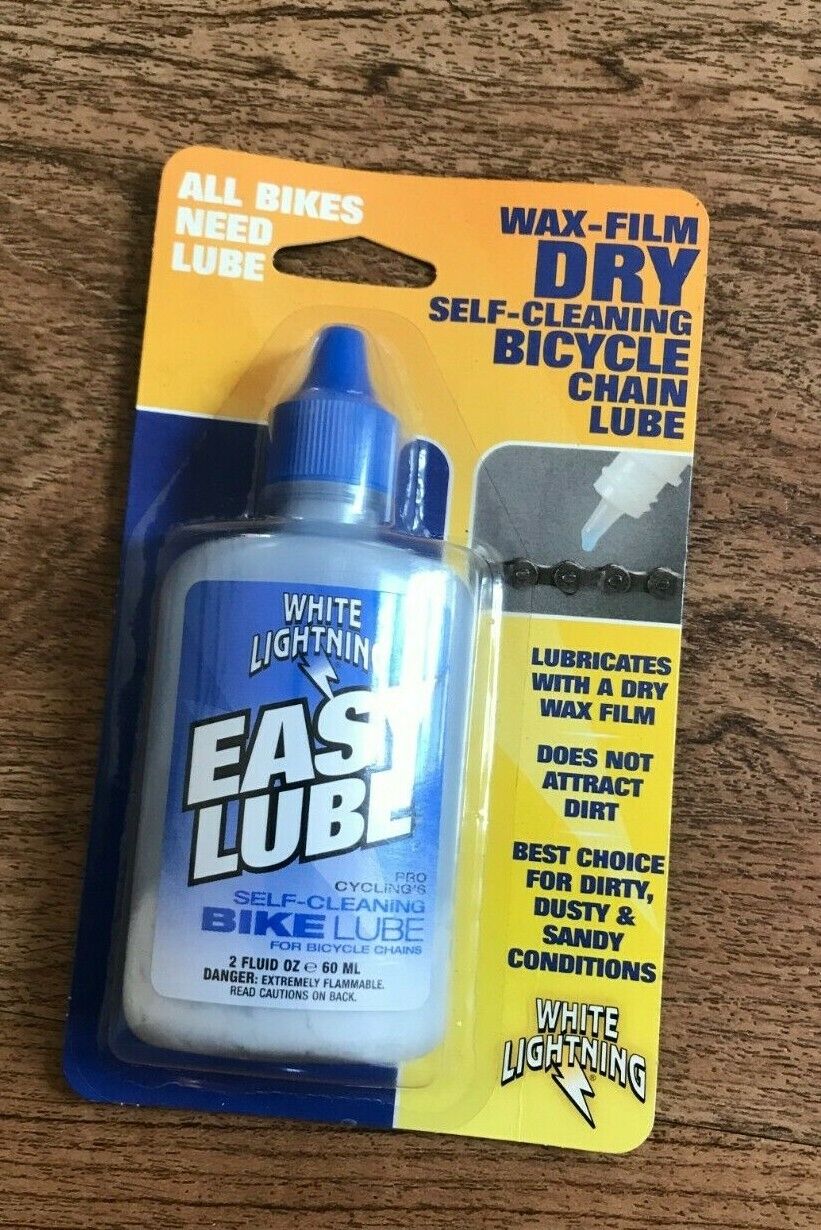 ALL BIKES
NEED
LUBE
WAX-FILM
DRY
SELF-CLEANING
BICYCLE
CHAIN
LUBE
WHITE
LIGHTNING
EASY
LUBE
PRO
CYCLING'S
SELF-CLEANING
BIKE LUBE
FOR BICYCLE CHAINS
2 FLUID OZ ℮ 60 ML
DANGER: EXTREMELY FLAMMABLE.
READ CAUTIONS ON BACK.
LUBRICATES
WITH A DRY
WAX FILM
DOES NOT
ATTRACT
DIRT
BEST CHOICE
FOR DIRTY,
DUSTY &
SANDY
CONDITIONS
WHITE
LIGHTNING®